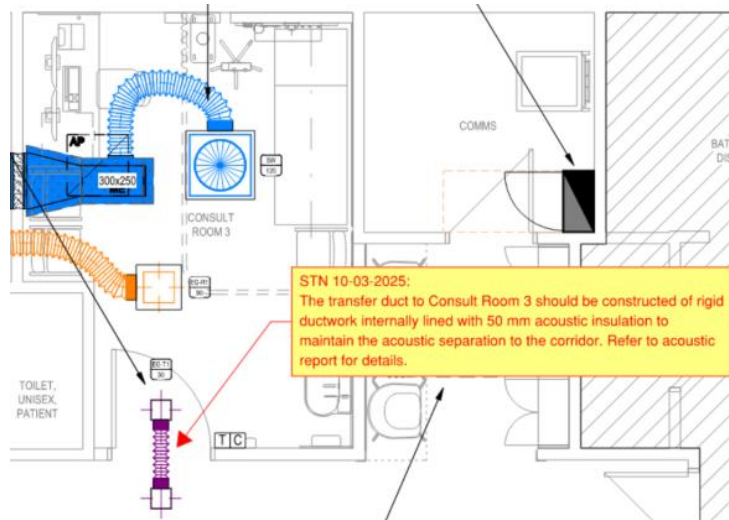 AP
300x250
COMMS
SW
120
BAT
DIS
CONSULT
ROOM 3
EG-R1
90
STN 10-03-2025:
The transfer duct to Consult Room 3 should be constructed of rigid
ductwork internally lined with 50 mm acoustic insulation to
maintain the acoustic separation to the corridor. Refer to acoustic
report for details.
EG-T1
30
TOILET,
UNISEX,
PATIENT
T C